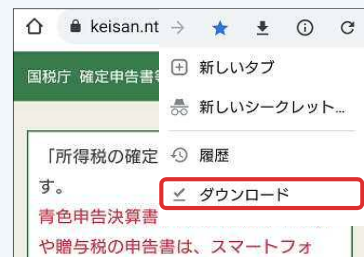 keisan.nt
国税庁 確定申告書
新しいタブ
新しいシークレット…
履歴
ダウンロード
「所得税の確定
す。
青色申告決算書
や贈与税の申告書は、スマートフォ